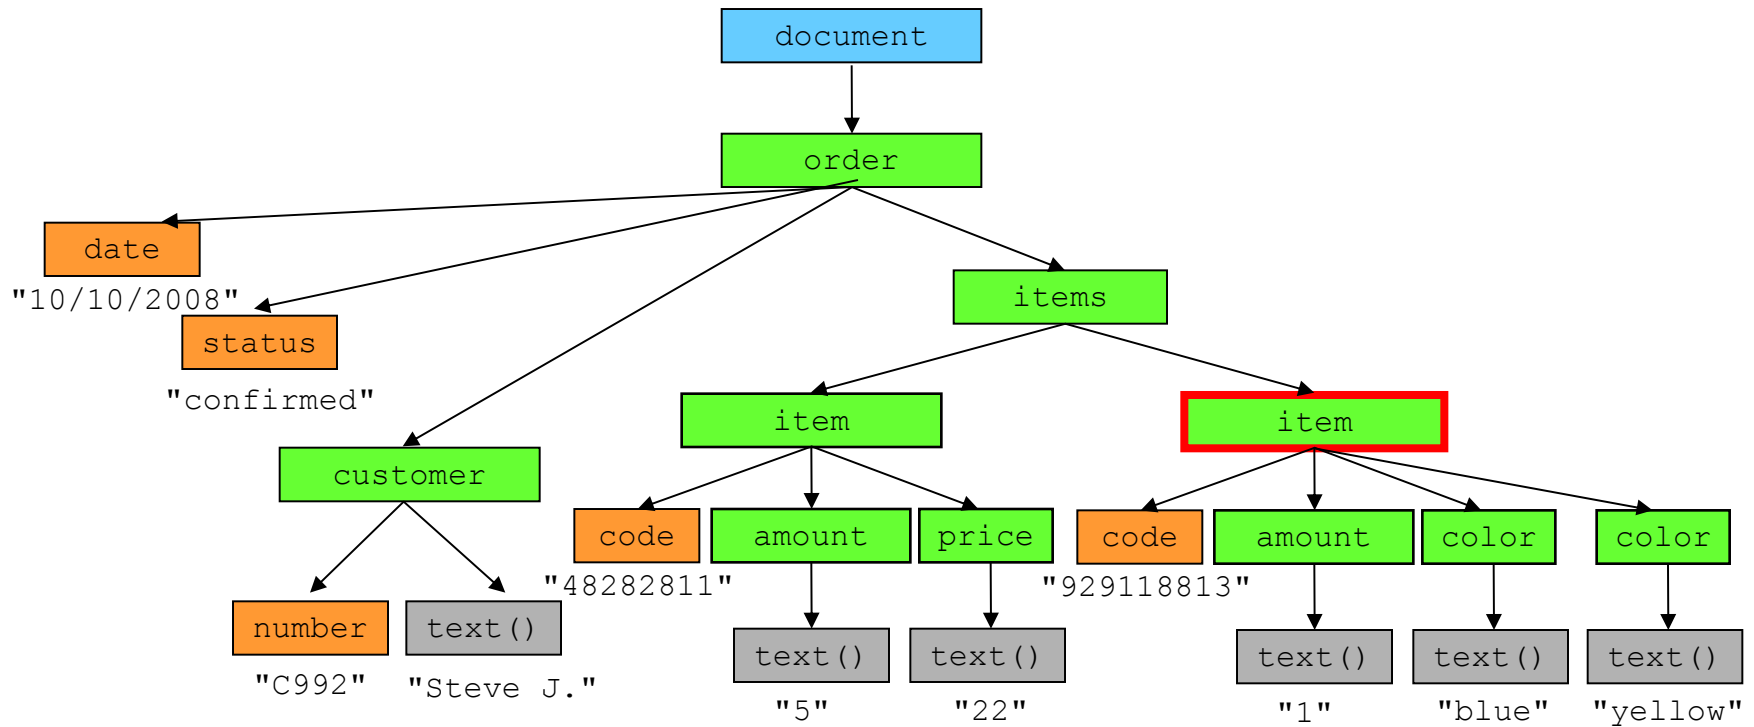 document
order
date
"10/10/2008"
items
status
"confirmed"
item
item
customer
code
amount
price
code
amount
color
color
"48282811"
"929118813"
number
text()
text()
text()
text()
text()
text()
"C992"
"Steve J."
"5"
"22"
"1"
"blue"
"yellow"